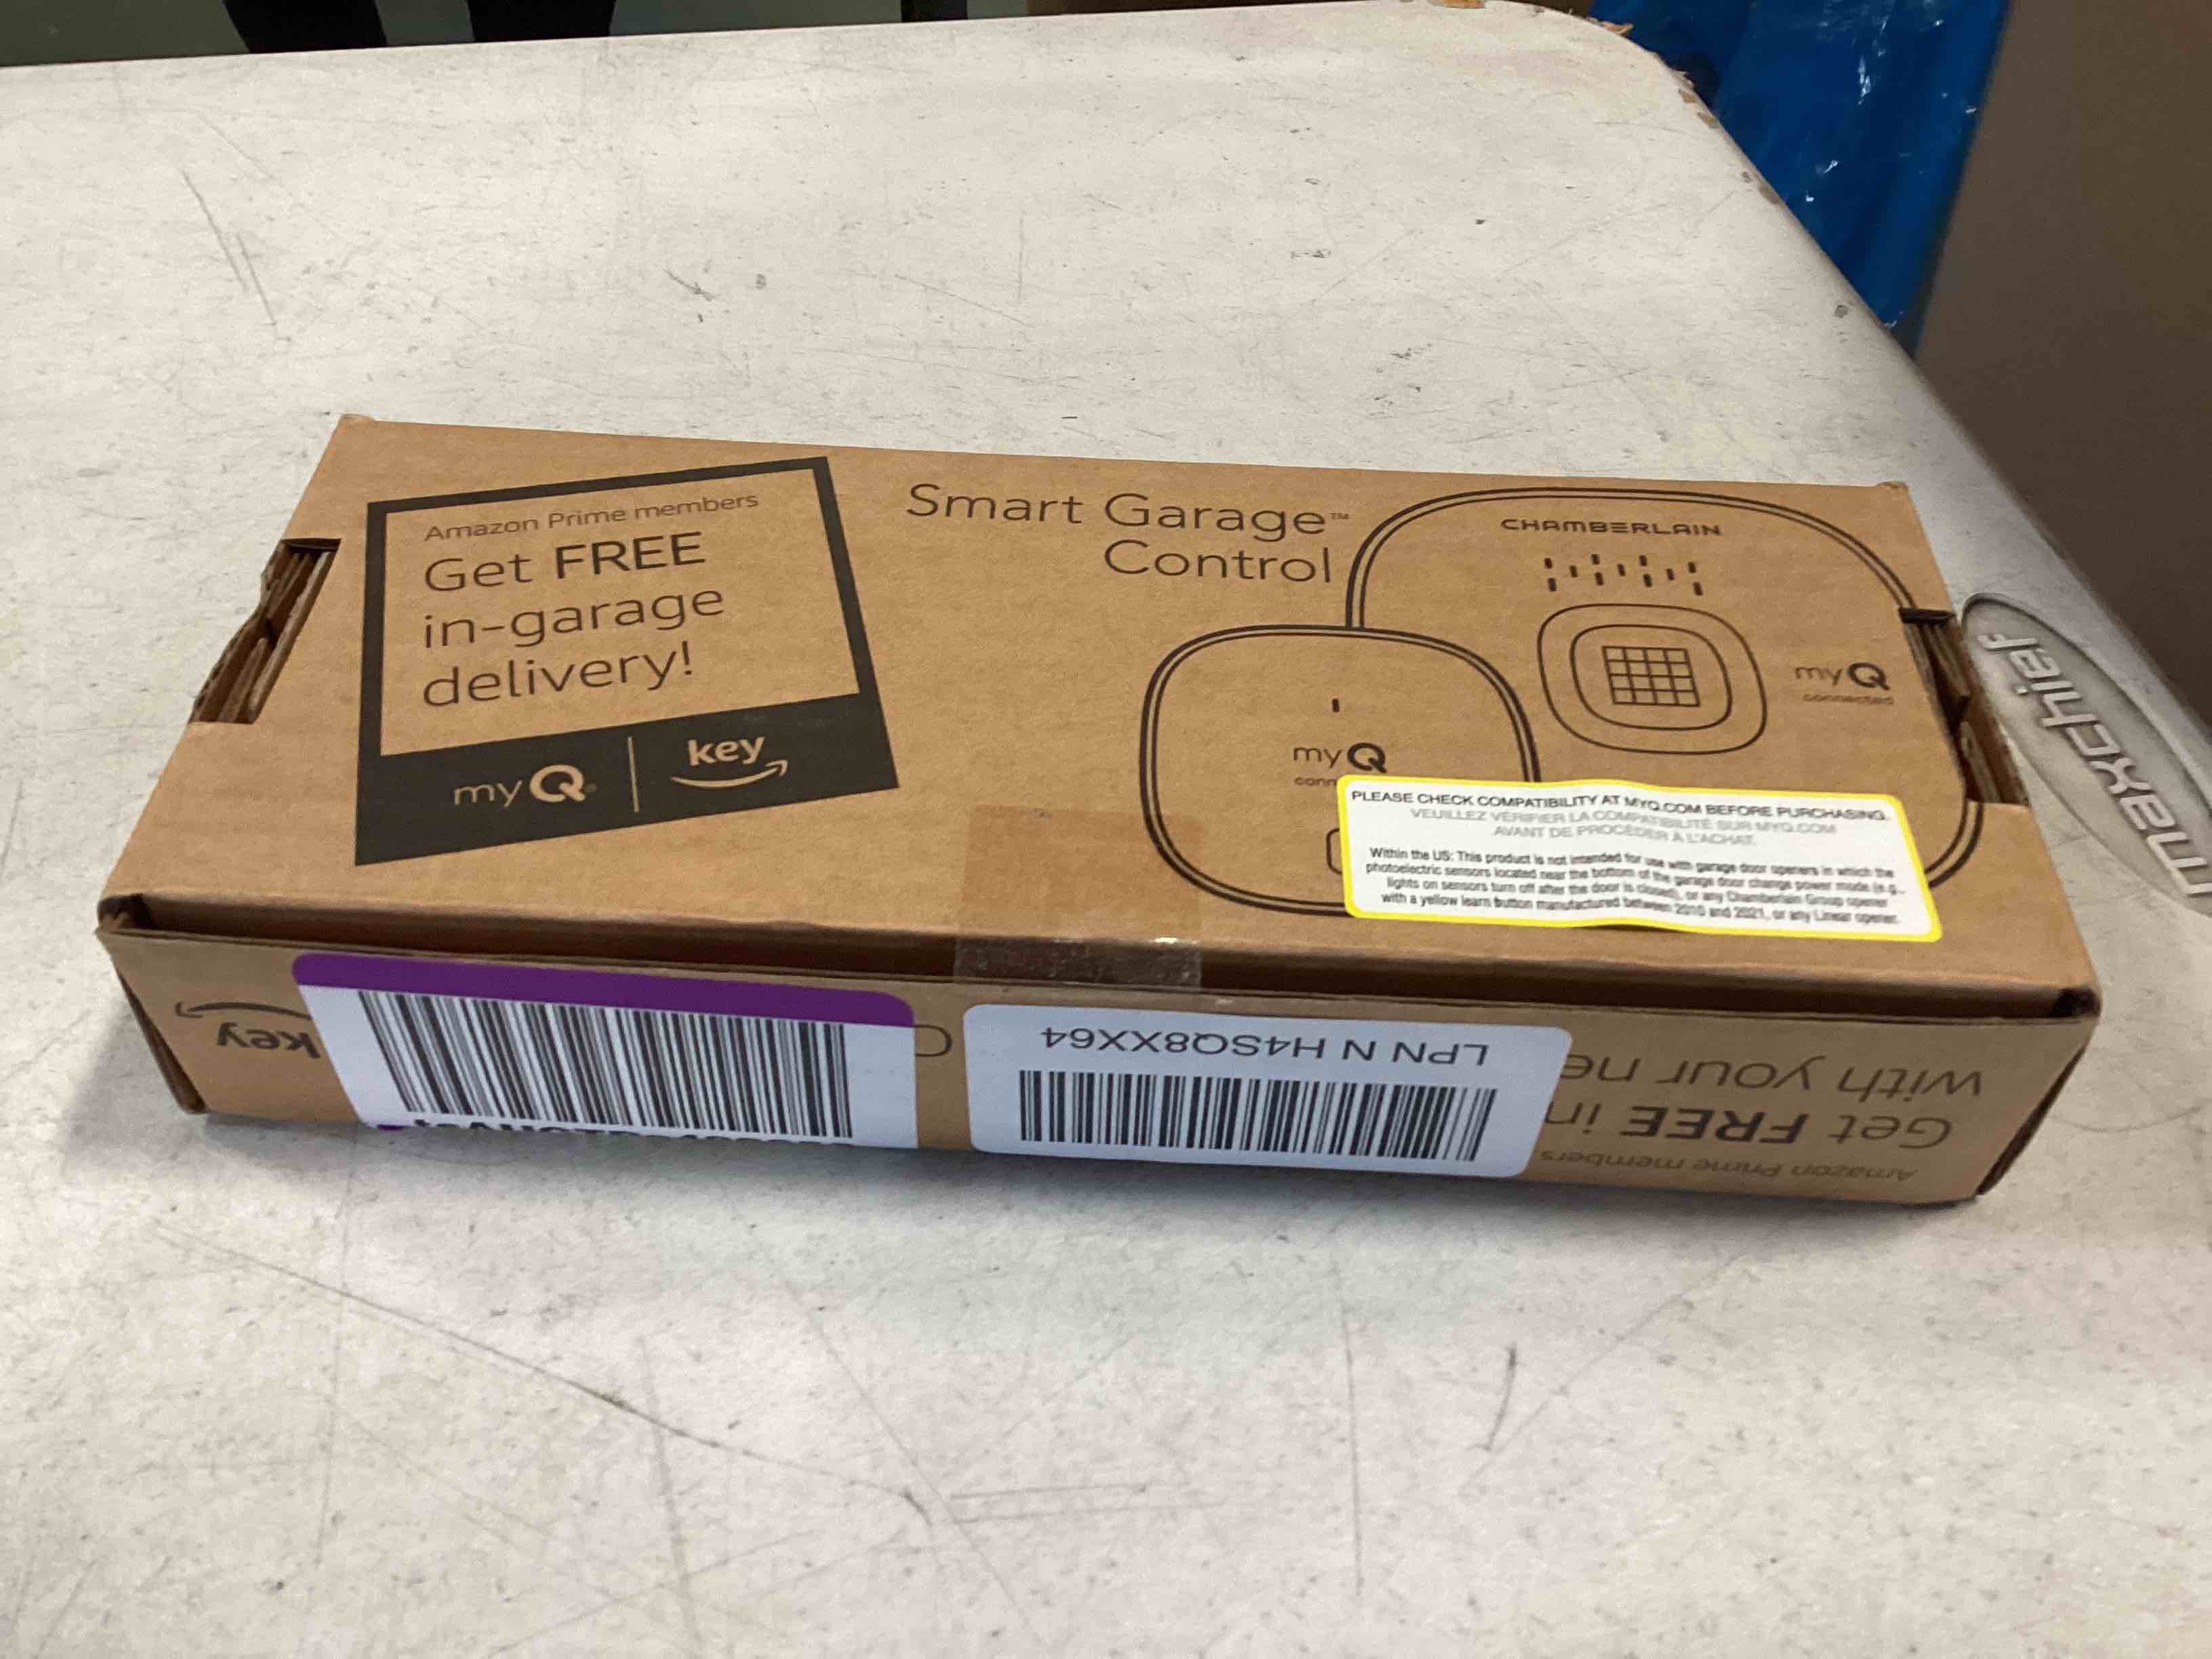 Amazon Prime members
Get FREE
in-garage
delivery!
myQ
key
Smart Garage™
Control
CHAMBERLAIN
myQ
connected
myQ
PLEASE CHECK COMPATIBILITY AT MYQ.COM BEFORE PURCHASING.
VEUILLEZ VÉRIFIER LA COMPATIBILITÉ SUR MYQ.COM
AVANT DE PROCÉDER À L'ACHAT.
Within the US: This product is not intended for use with garage door openers in which the
photoelectric sensors located near the bottom of the garage door change power mode (e.g.,
lights on sensors turn off after the door is closed), or any Chamberlain Group opener
with a yellow learn button manufactured between 2010 and 2021, or any Linear opener.
maxchief
key
LPN N H4SQ8XX64
Amazon Prime members
Get FREE in
with your ne